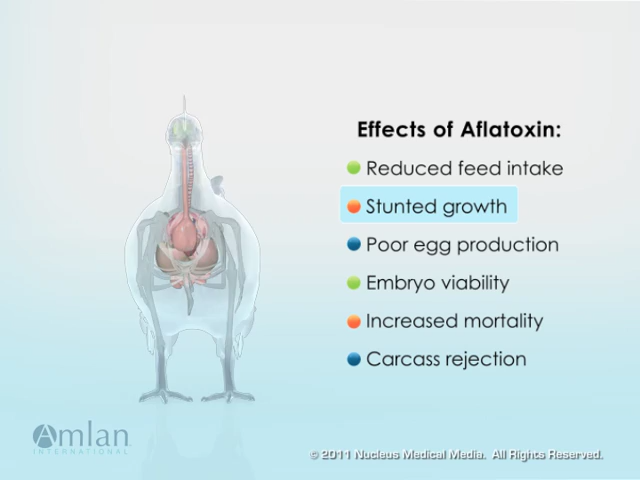 Effects of Aflatoxin:
Reduced feed intake
Stunted growth
Poor egg production
Embryo viability
Increased mortality
Carcass rejection
Amlan
INTERNATIONAL
© 2011 Nucleus Medical Media. All Rights Reserved.